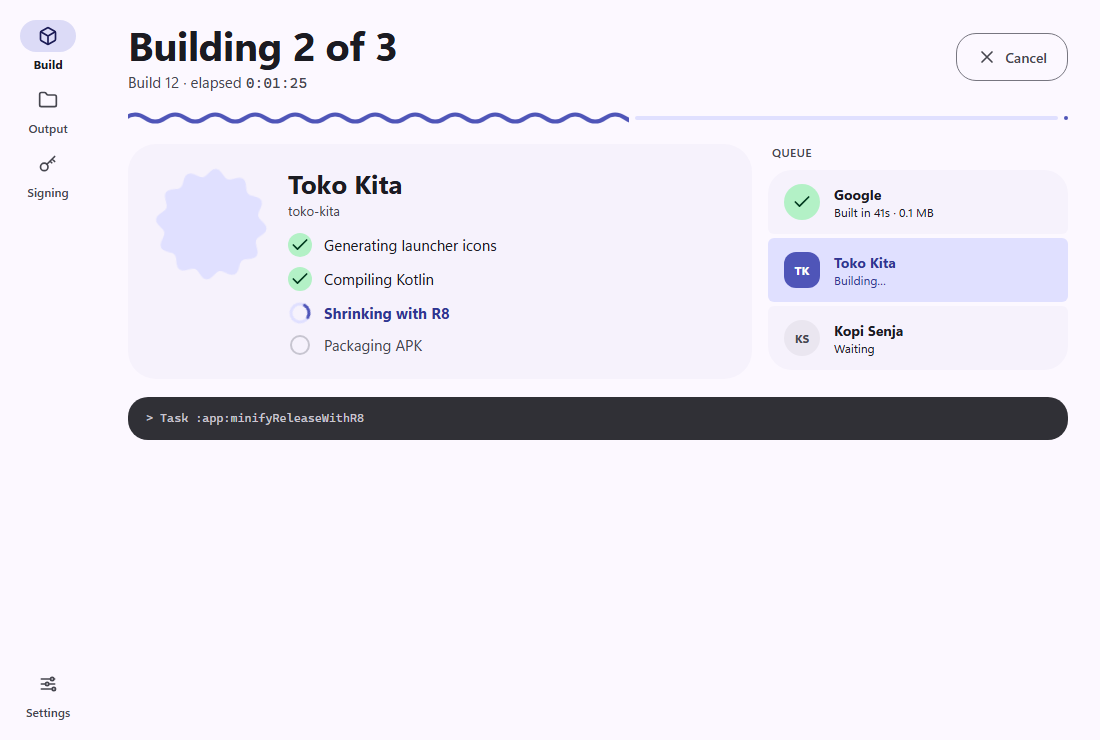 Build
Output
Signing
Settings
Building 2 of 3
Build 12 · elapsed 0:01:25
Cancel
Toko Kita
toko-kita
Generating launcher icons
Compiling Kotlin
Shrinking with R8
Packaging APK
QUEUE
Google
Built in 41s · 0.1 MB
TK
Toko Kita
Building…
KS
Kopi Senja
Waiting
> Task :app:minifyReleaseWithR8